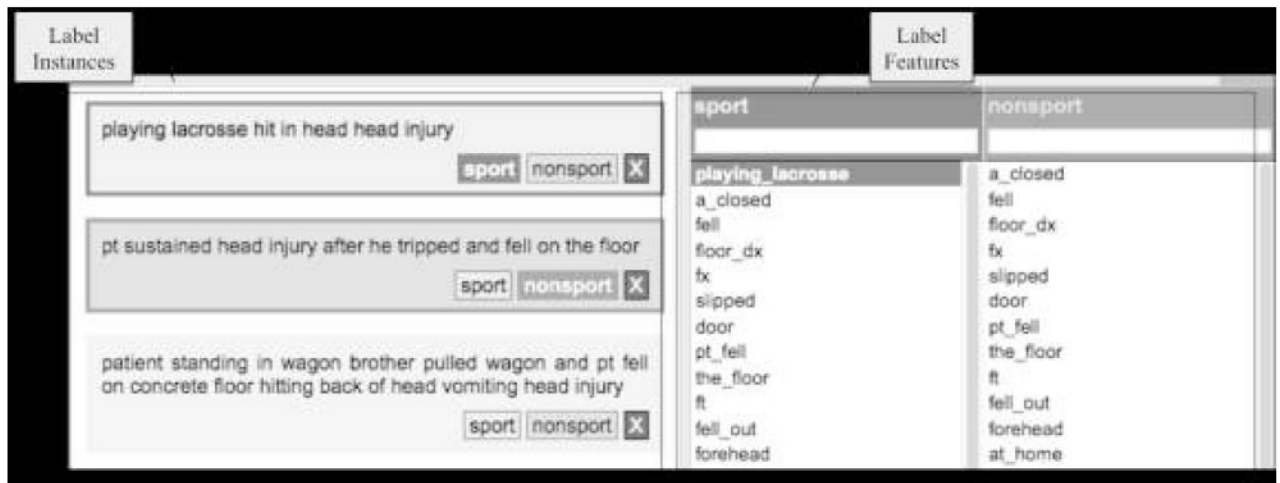 Label
Instances
Label
Features
playing lacrosse hit in head head injury
sport nonsport X
pt sustained head injury after he tripped and fell on the floor
sport nonsport X
patient standing in wagon brother pulled wagon and pt fell
on concrete floor hitting back of head vomiting head injury
sport nonsport X
sport
playing_lacrosse
a_closed
fell
floor_dx
fx
slipped
door
pt_fell
the_floor
ft
fell_out
forehead
nonsport
a_closed
fell
floor_dx
fx
slipped
door
pt_fell
the_floor
ft
fell_out
forehead
at_home